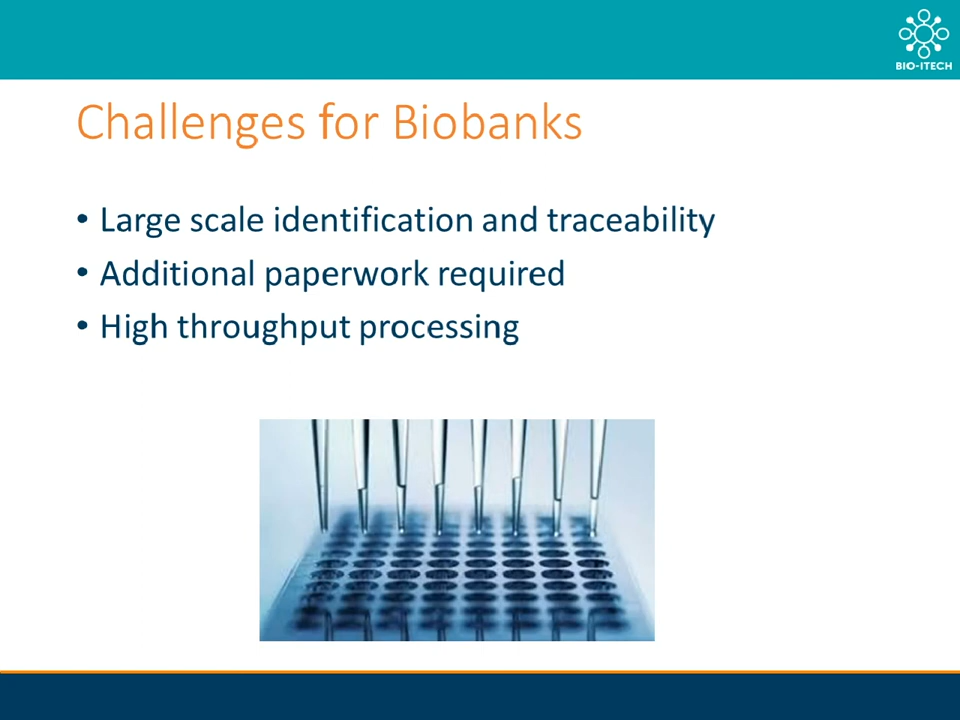 BIO-ITECH
Challenges for Biobanks
• Large scale identification and traceability
• Additional paperwork required
• High throughput processing